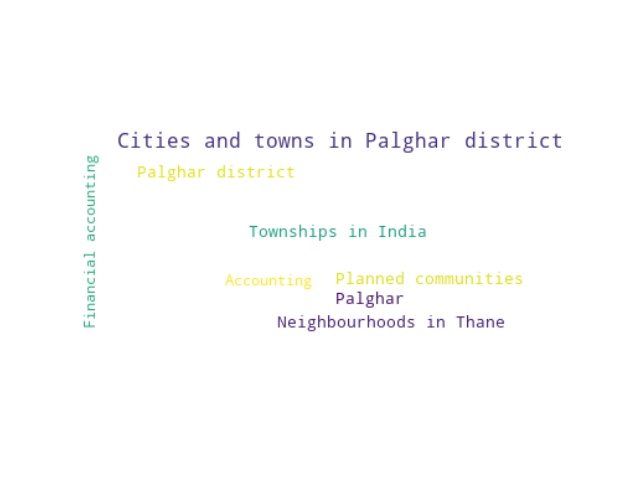 Cities and towns in Palghar district
Palghar district
Financial accounting
Townships in India
Accounting
Planned communities
Palghar
Neighbourhoods in Thane